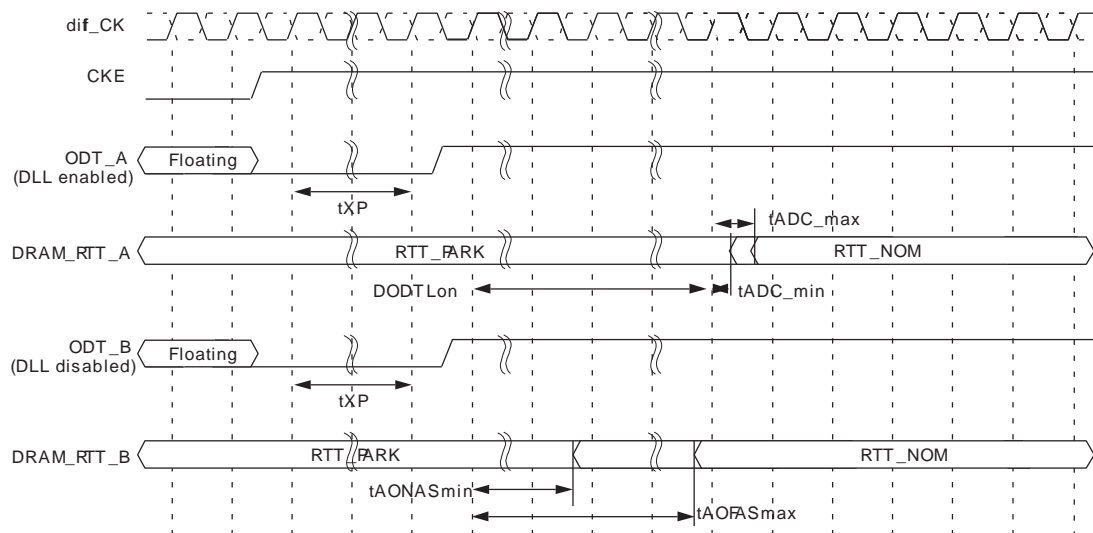 dif_CK
CKE
ODT_A
(DLL enabled)
Floating
tXP
tADC_max
DRAM_RTT_A
RTT_PARK
RTT_NOM
DODTLon
tADC_min
ODT_B
(DLL disabled)
Floating
tXP
DRAM_RTT_B
RTT_PARK
RTT_NOM
tAONASmin
tAOFASmax